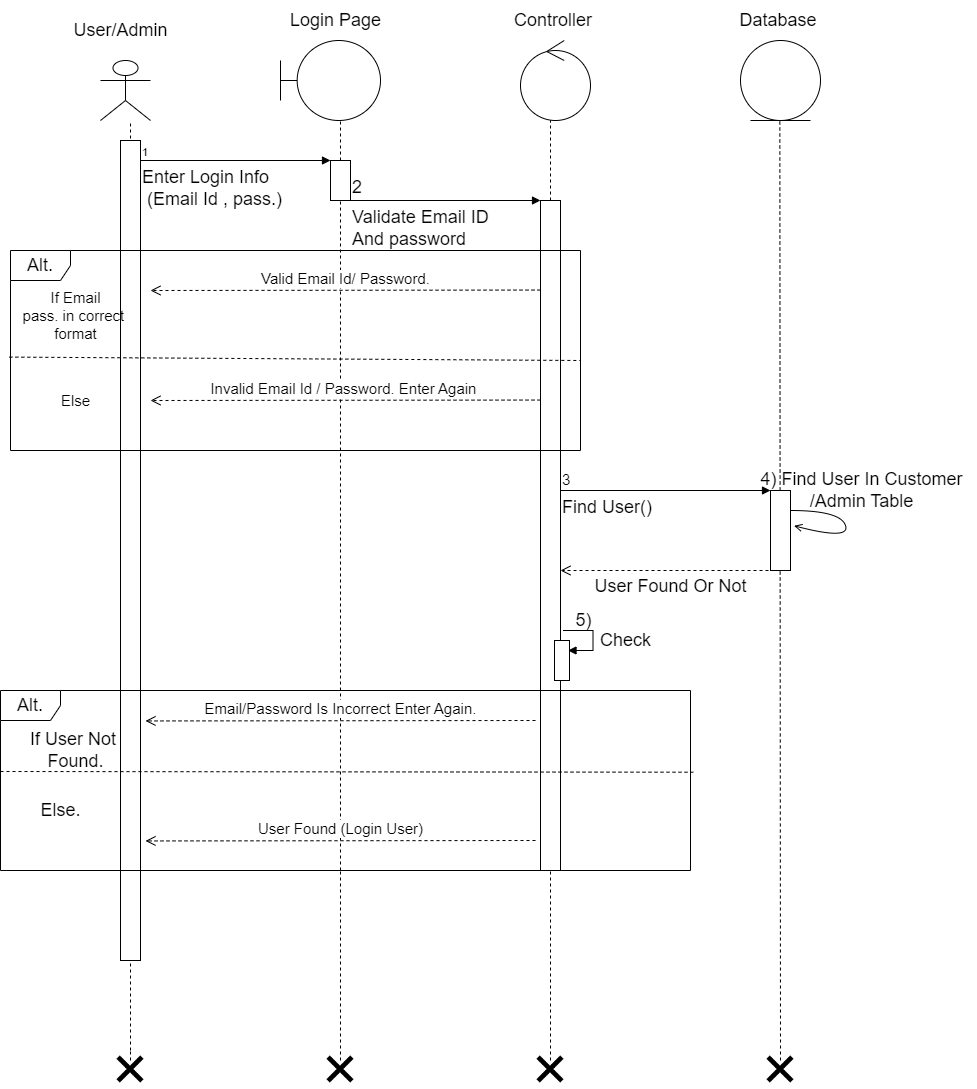 User/Admin
Login Page
Controller
Database
1
Enter Login Info
(Email Id , pass.)
2
Validate Email ID
And password
Alt.
Valid Email Id/ Password.
If Email
pass. in correct
format
Invalid Email Id / Password. Enter Again
Else
3
Find User()
4) Find User In Customer
/Admin Table
User Found Or Not
5)
Check
Alt.
Email/Password Is Incorrect Enter Again.
If User Not
Found.
Else.
User Found (Login User)